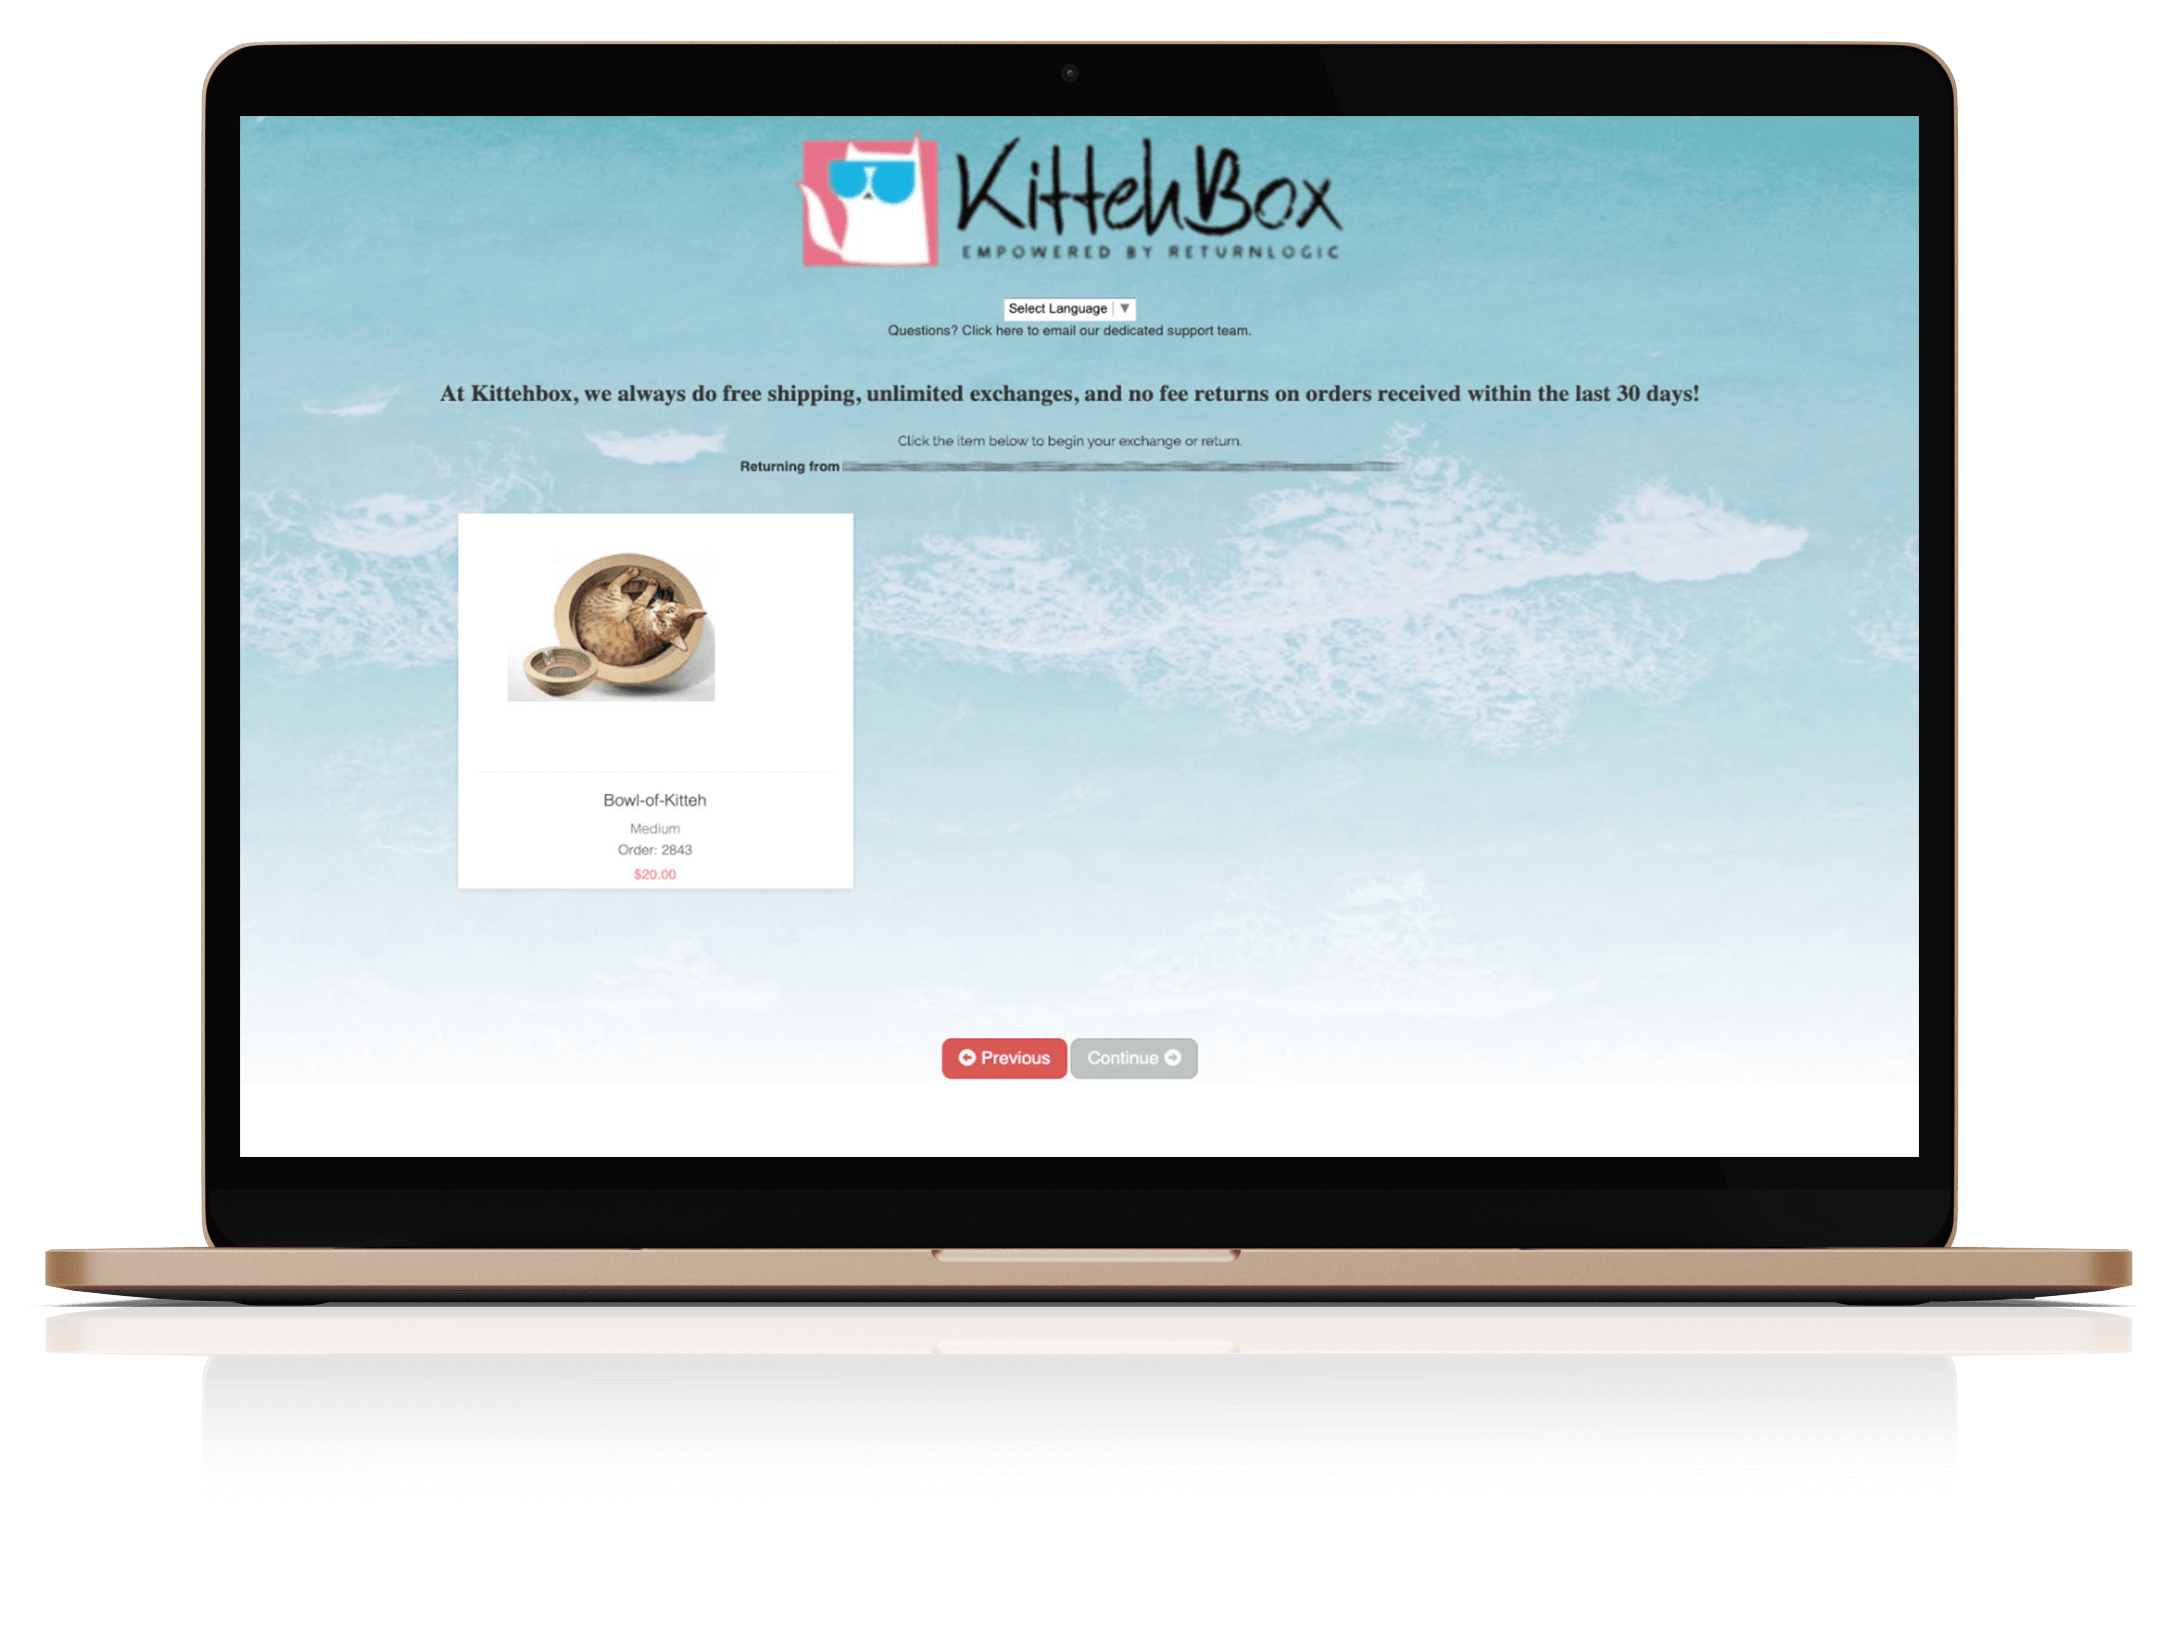 KittehBox
EMPOWERED BY RETURNLOGIC
Select Language ▼
Questions? Click here to email our dedicated support team.
At Kittehbox, we always do free shipping, unlimited exchanges, and no fee returns on orders received within the last 30 days!
Click the item below to begin your exchange or return.
Returning from
Bowl-of-Kitteh
Medium
Order: 2843
$20.00
Previous Continue